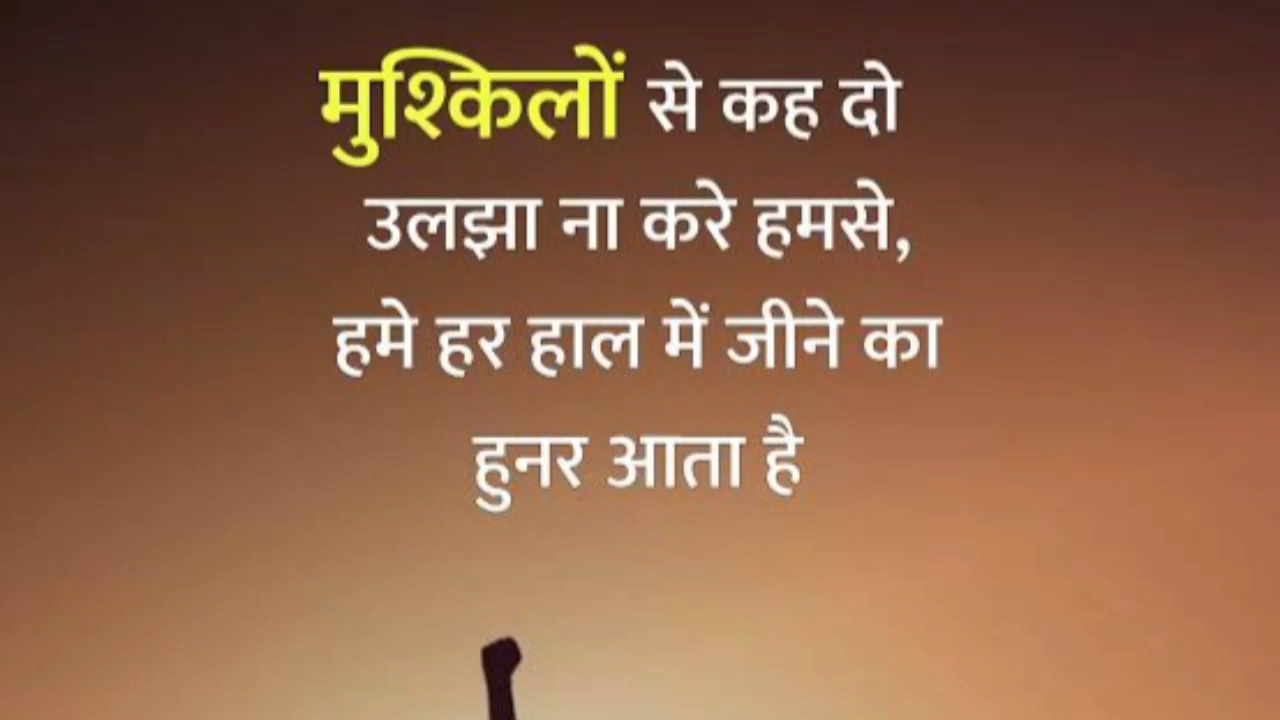 मुश्किलों से कह दो
उलझा ना करे हमसे,
हमे हर हाल में जीने का
हुनर आता है